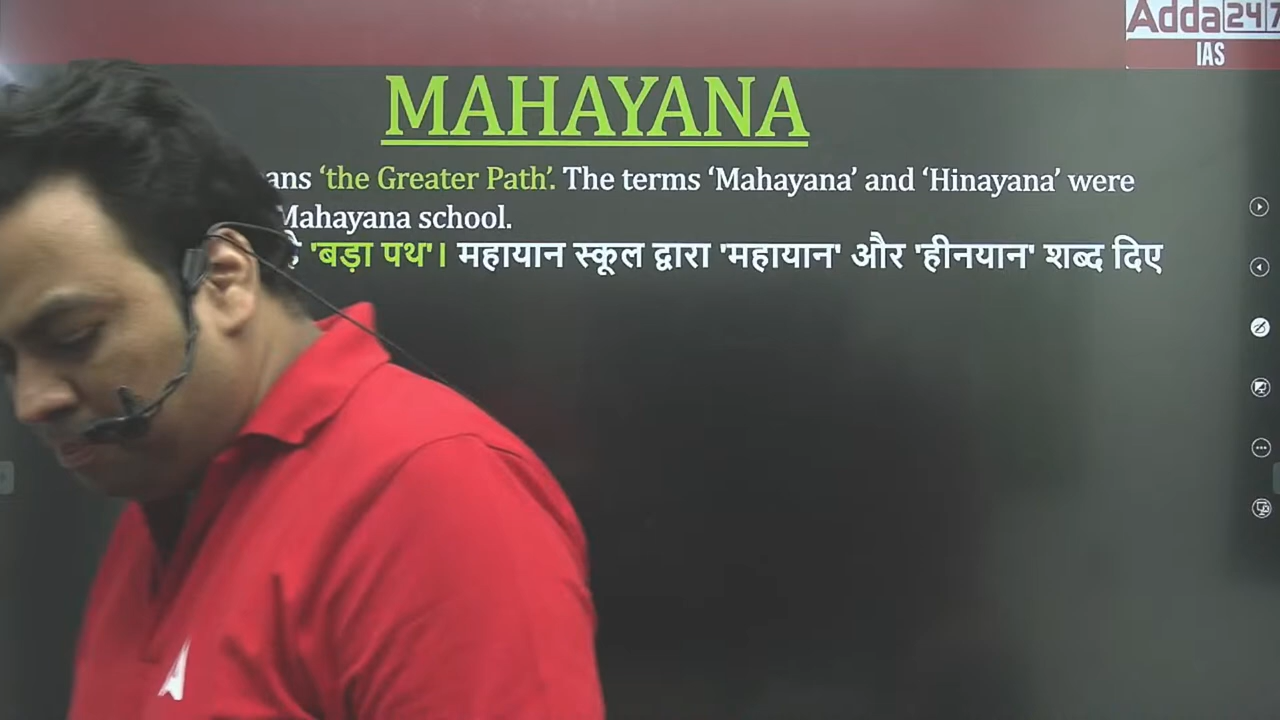 Adda247
IAS
MAHAYANA
'the Greater Path'. The terms 'Mahayana' and 'Hinayana' were
Mahayana school.
है 'बड़ा पथ'। महायान स्कूल द्वारा 'महायान' और 'हीनयान' शब्द दिए